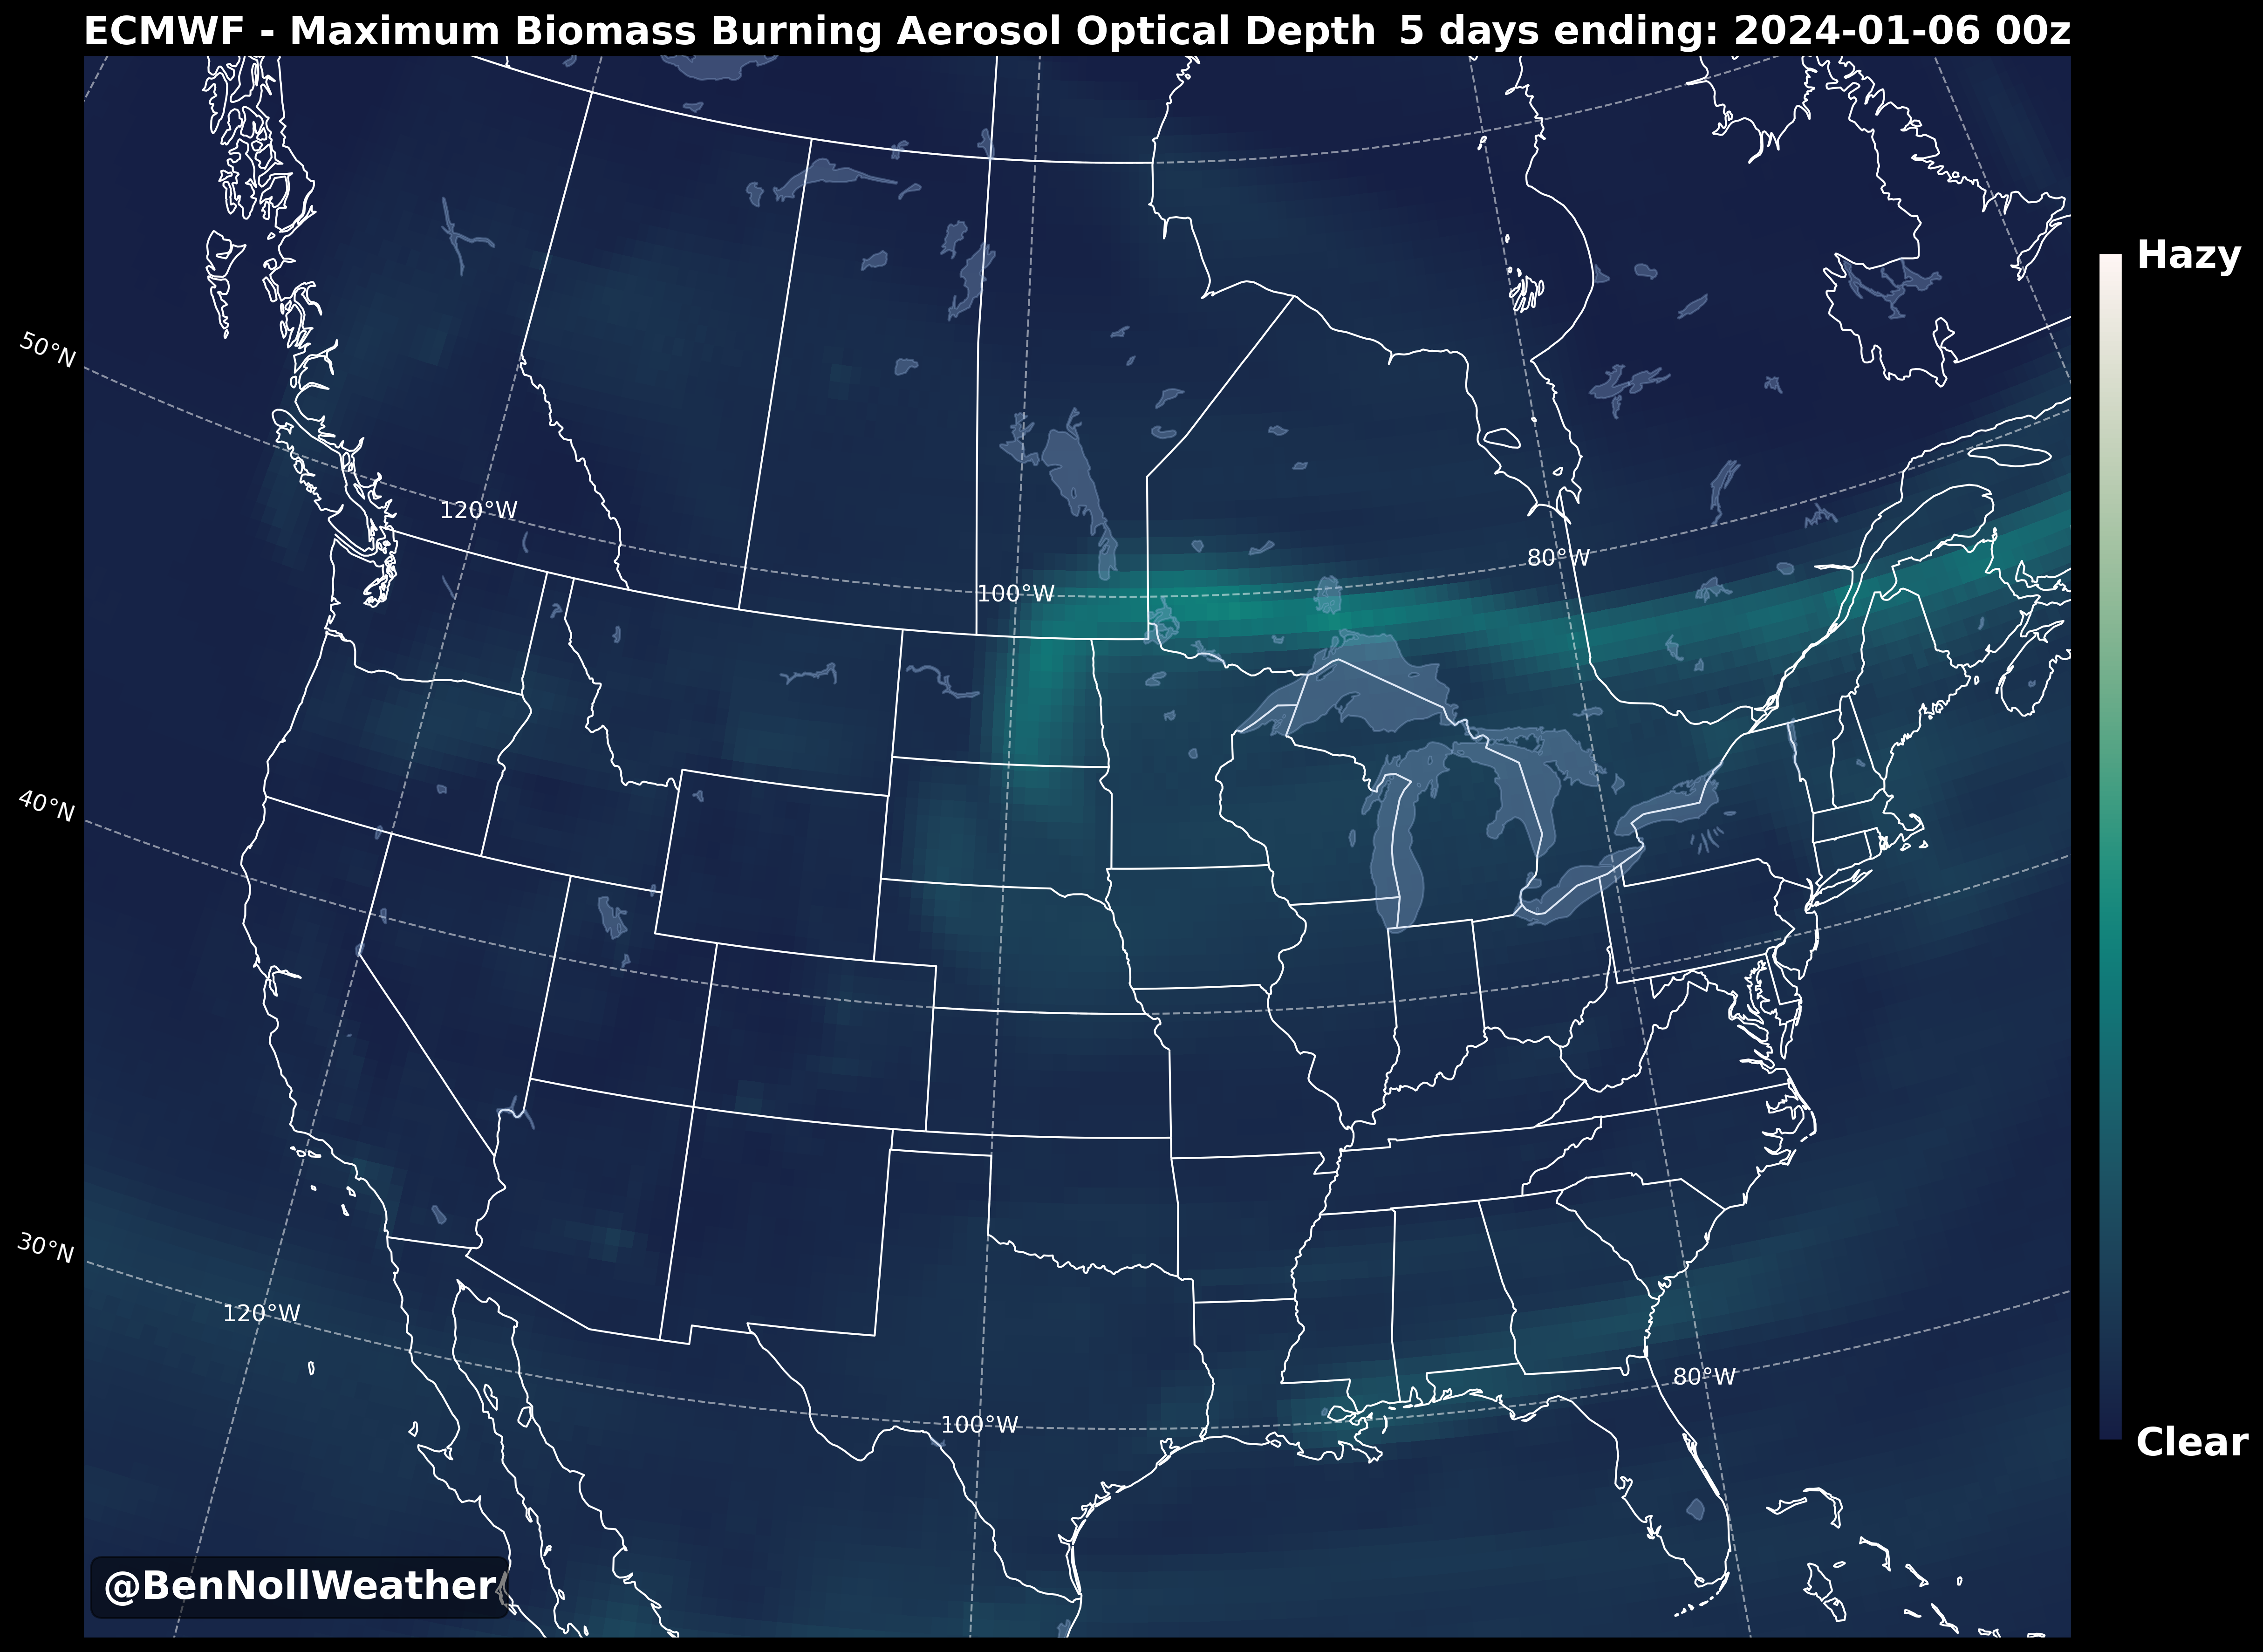 ECMWF - Maximum Biomass Burning Aerosol Optical Depth 5 days ending: 2024-01-06 00z
Hazy
50°N
120°W
80°W
100°W
40°N
30°N
120°W
80°W
100°W
Clear
@BenNollWeather